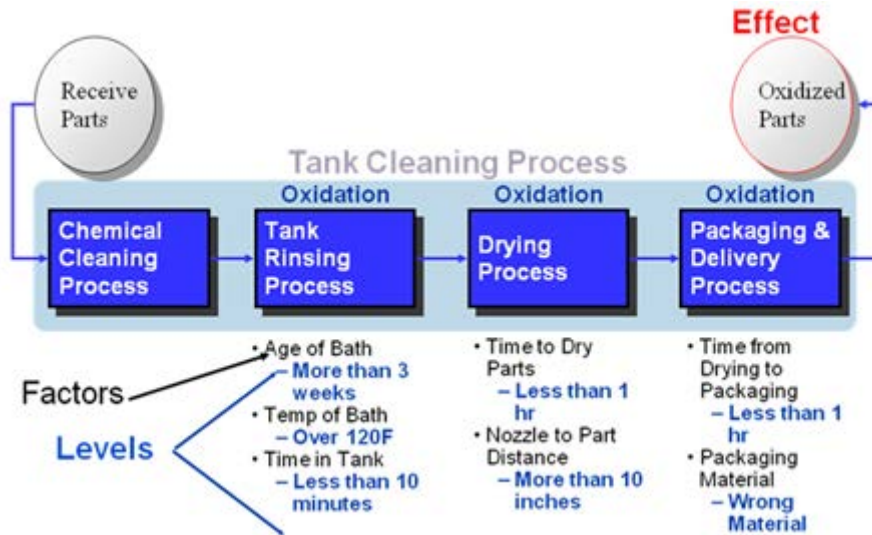 Effect
Receive
Parts
Oxidized
Parts
Tank Cleaning Process
Oxidation
Oxidation
Oxidation
Chemical
Cleaning
Process
Tank
Rinsing
Process
Drying
Process
Packaging &
Delivery
Process
Factors
Levels
• Age of Bath
– More than 3
weeks
• Temp of Bath
– Over 120F
• Time in Tank
– Less than 10
minutes
• Time to Dry
Parts
– Less than 1
hr
• Nozzle to Part
Distance
– More than 10
inches
• Time from
Drying to
Packaging
– Less than 1
hr
• Packaging
Material
– Wrong
Material